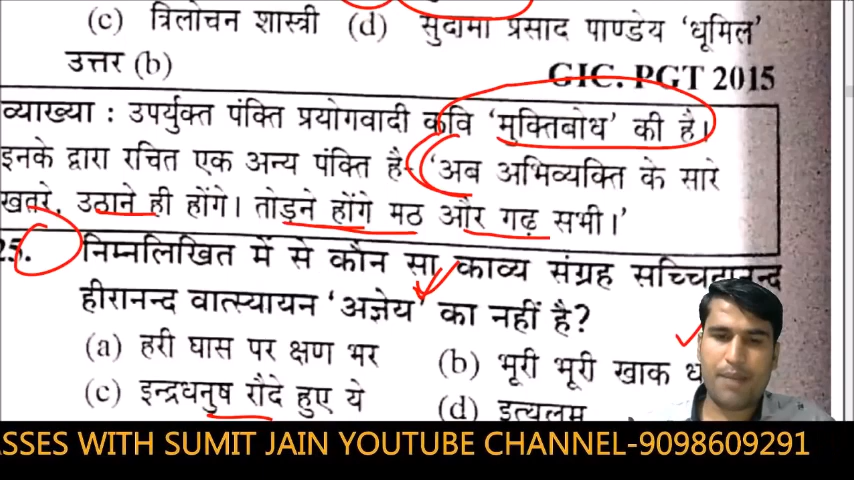 (c) त्रिलोचन शास्त्री (d) सुदामा प्रसाद पाण्डेय 'धूमिल'
उत्तर (b)
GIC. PGT 2015
व्याख्या : उपर्युक्त पंक्ति प्रयोगवादी कवि 'मुक्तिबोध' की है।
इनके द्वारा रचित एक अन्य पंक्ति है- 'अब अभिव्यक्ति के सारे
खतरे, उठाने ही होंगे। तोड़ने होंगे मठ और गढ़ सभी।'
25. निम्नलिखित में से कौन सा काव्य संग्रह सच्चिदानन्द
हीरानन्द वात्स्यायन 'अज्ञेय' का नहीं है?
(a) हरी घास पर क्षण भर
(b) भूरी भूरी खाक
(c) इन्द्रधनुष रौंदे हुए ये
(d) इत्यलम
ASSES WITH SUMIT JAIN YOUTUBE CHANNEL-9098609291